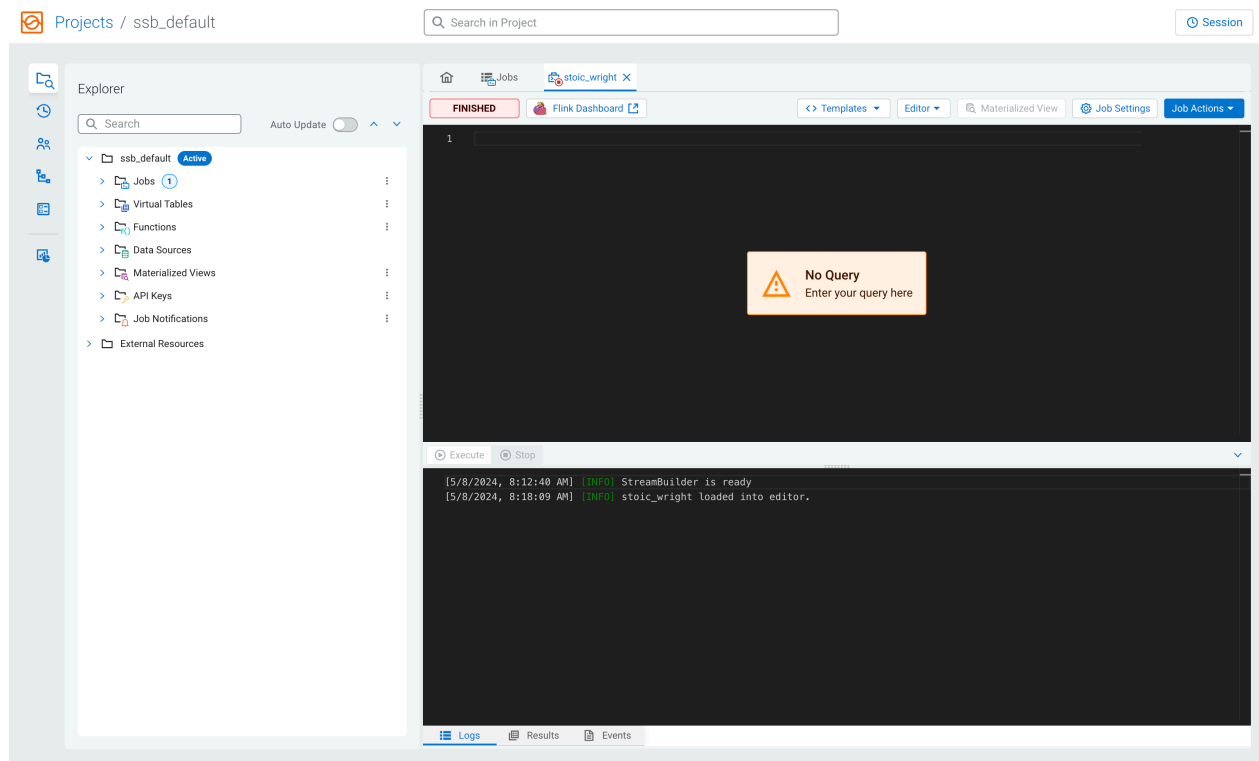 Projects / ssb_default
Search in Project
Session
Explorer
Search
Auto Update
ssb_default Active
Jobs 1
Virtual Tables
Functions
Data Sources
Materialized Views
API Keys
Job Notifications
External Resources
Jobs
stoic_wright
FINISHED
Flink Dashboard
Templates
Editor
Materialized View
Job Settings
Job Actions
1
No Query
Enter your query here
Execute
Stop
[5/8/2024, 8:12:40 AM] [INFO] StreamBuilder is ready
[5/8/2024, 8:18:09 AM] [INFO] stoic_wright loaded into editor.
Logs
Results
Events